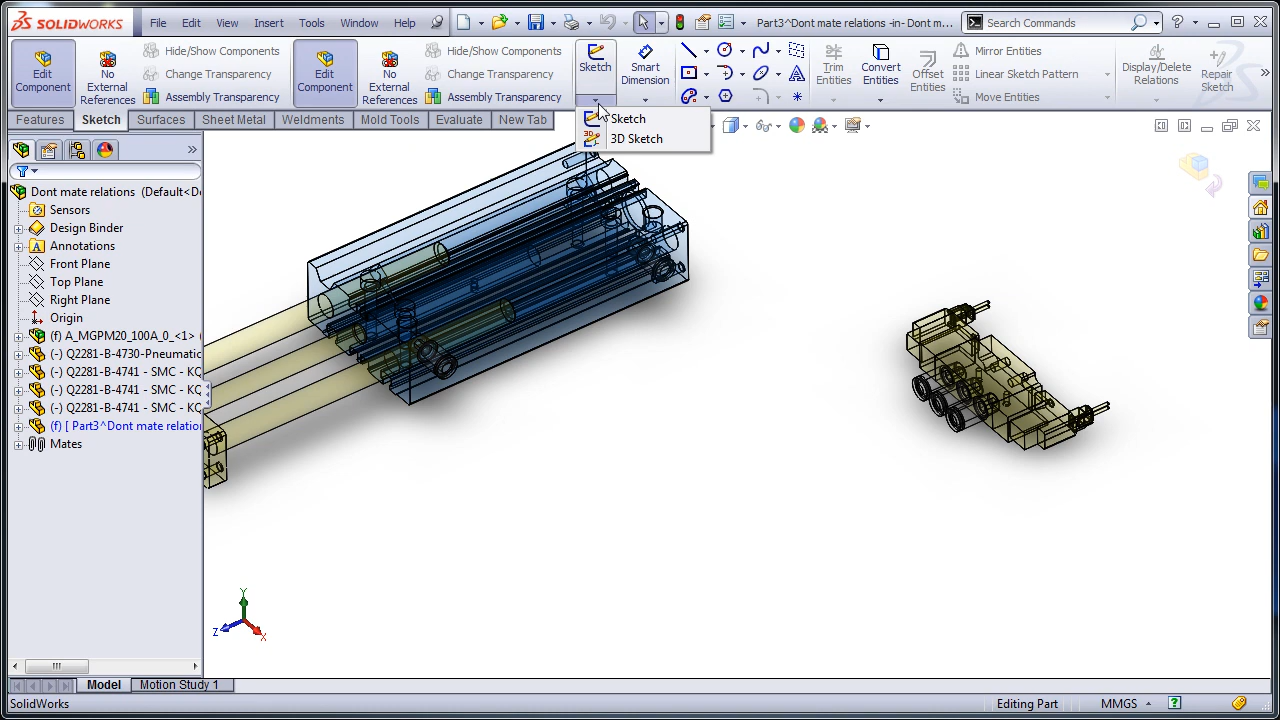 SOLIDWORKS File Edit View Insert Tools Window Help Part3^Dont mate relations -in- Dont m... Search Commands
Edit Component
No External References
Hide/Show Components
Change Transparency
Assembly Transparency
Edit Component
No External References
Hide/Show Components
Change Transparency
Assembly Transparency
Sketch
Smart Dimension
Trim Entities
Convert Entities
Offset Entities
Mirror Entities
Linear Sketch Pattern
Move Entities
Display/Delete Relations
Repair Sketch
Features Sketch Surfaces Sheet Metal Weldments Mold Tools Evaluate New Tab
Sketch
3D Sketch
Dont mate relations (Default<De
Sensors
Design Binder
Annotations
Front Plane
Top Plane
Right Plane
Origin
(f) A_MGPM20_100A_0_<1> (
(-) Q2281-B-4730-Pneumatic
(-) Q2281-B-4741 - SMC - KQ
(-) Q2281-B-4741 - SMC - KQ
(-) Q2281-B-4741 - SMC - KQ
(f) [ Part3^Dont mate relation
Mates
Y
Z
X
Model Motion Study 1
SolidWorks Editing Part MMGS